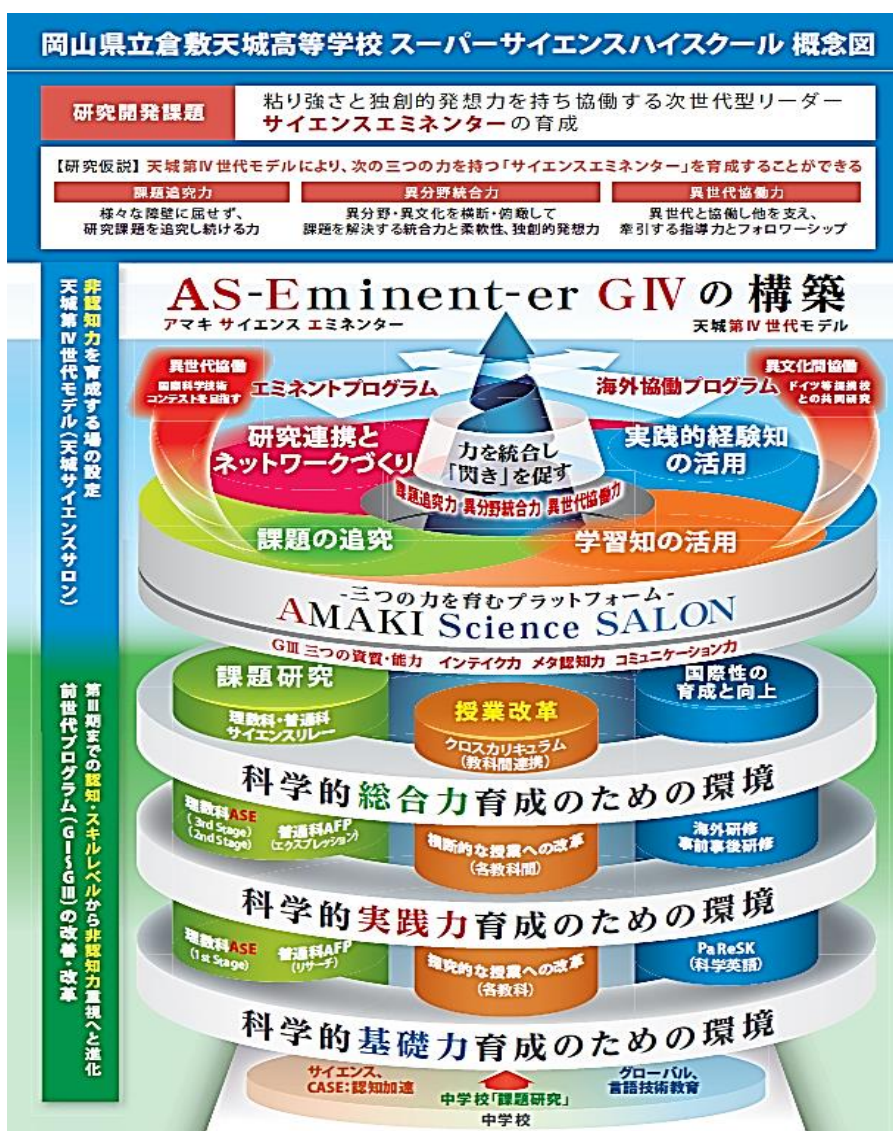 岡山県立倉敷天城高等学校 スーパーサイエンスハイスクール 概念図
研究開発課題
粘り強さと独創的発想力を持ち協働する次世代型リーダー
サイエンスエミネンターの育成
【研究仮説】天城第Ⅳ世代モデルにより、次の三つの力を持つ「サイエンスエミネンター」を育成することができる
課題追究力
様々な障壁に屈せず、
研究課題を追究し続ける力
異分野統合力
異分野・異文化を横断・俯瞰して
課題を解決する統合力と柔軟性、独創的発想力
異世代協働力
異世代と協働し他を支え、
牽引する指導力とフォロワーシップ
非認知力を育成する場の設定
天城第Ⅳ世代モデル(天城サイエンスサロン)
AS-Eminent-er GⅣの構築
アマキ サイエンス エミネンター
天城第Ⅳ世代モデル
異世代協働
国際科学技術
コンテストを目指す
エミネントプログラム
海外協働プログラム
異文化間協働
ドイツ等提携校
との共同研究
研究連携と
ネットワークづくり
力を統合し
「閃き」を促す
実践的経験知
の活用
課題追究力 異分野統合力 異世代協働力
課題の追究
学習知の活用
-三つの力を育むプラットフォーム-
AMAKI Science SALON
GⅢ 三つの資質・能力 インテイク力 メタ認知力 コミュニケーション力
第Ⅲ期までの認知・スキルレベルから非認知力重視へと進化
前世代プログラム(GⅠ~GⅢ)の改善・改革
課題研究
理数科・普通科
サイエンスリレー
授業改革
クロスカリキュラム
(教科間連携)
国際性の
育成と向上
科学的総合力育成のための環境
理数科ASE
(3rd Stage)
(2nd Stage)
普通科AFP
(エクスプレッション)
横断的な授業への改革
(各教科間)
海外研修
事前事後研修
科学的実践力育成のための環境
理数科ASE
(1st Stage)
普通科AFP
(リサーチ)
探究的な授業への改革
(各教科)
PaReSK
(科学英語)
科学的基礎力育成のための環境
サイエンス、
CASE:認知加速
中学校「課題研究」
中学校
グローバル、
言語技術教育